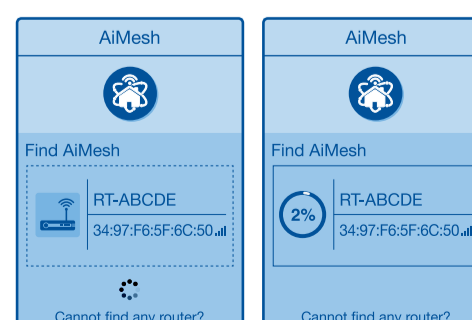 AiMesh
Find AiMesh
RT-ABCDE
34:97:F6:5F:6C:50
Cannot find any router?
AiMesh
Find AiMesh
2%
RT-ABCDE
34:97:F6:5F:6C:50
Cannot find any router?